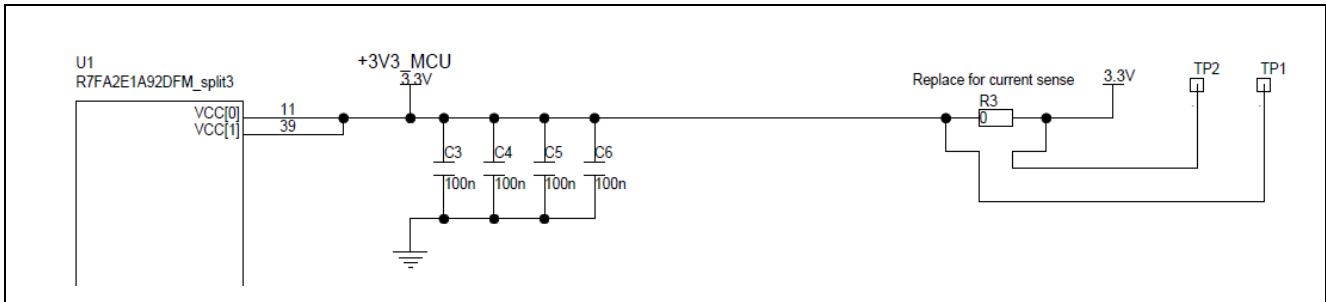 U1
R7FA2E1A92DFM_split3
VCC[0]
11
VCC[1]
39
+3V3_MCU
3.3V
C3
100n
C4
100n
C5
100n
C6
100n
Replace for current sense
R3
0
3.3V
TP2
TP1